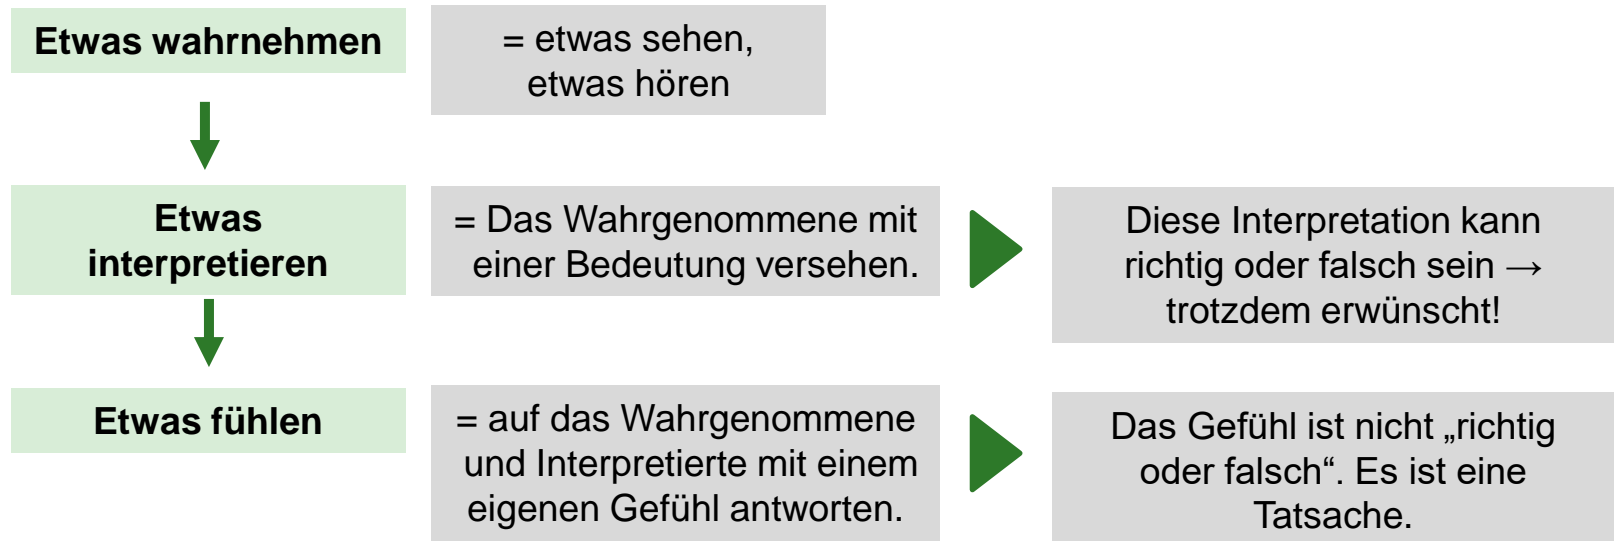 Etwas wahrnehmen
= etwas sehen,
etwas hören
Etwas
interpretieren
= Das Wahrgenommene mit
einer Bedeutung versehen.
Diese Interpretation kann
richtig oder falsch sein →
trotzdem erwünscht!
Etwas fühlen
= auf das Wahrgenommene
und Interpretierte mit einem
eigenen Gefühl antworten.
Das Gefühl ist nicht „richtig
oder falsch“. Es ist eine
Tatsache.